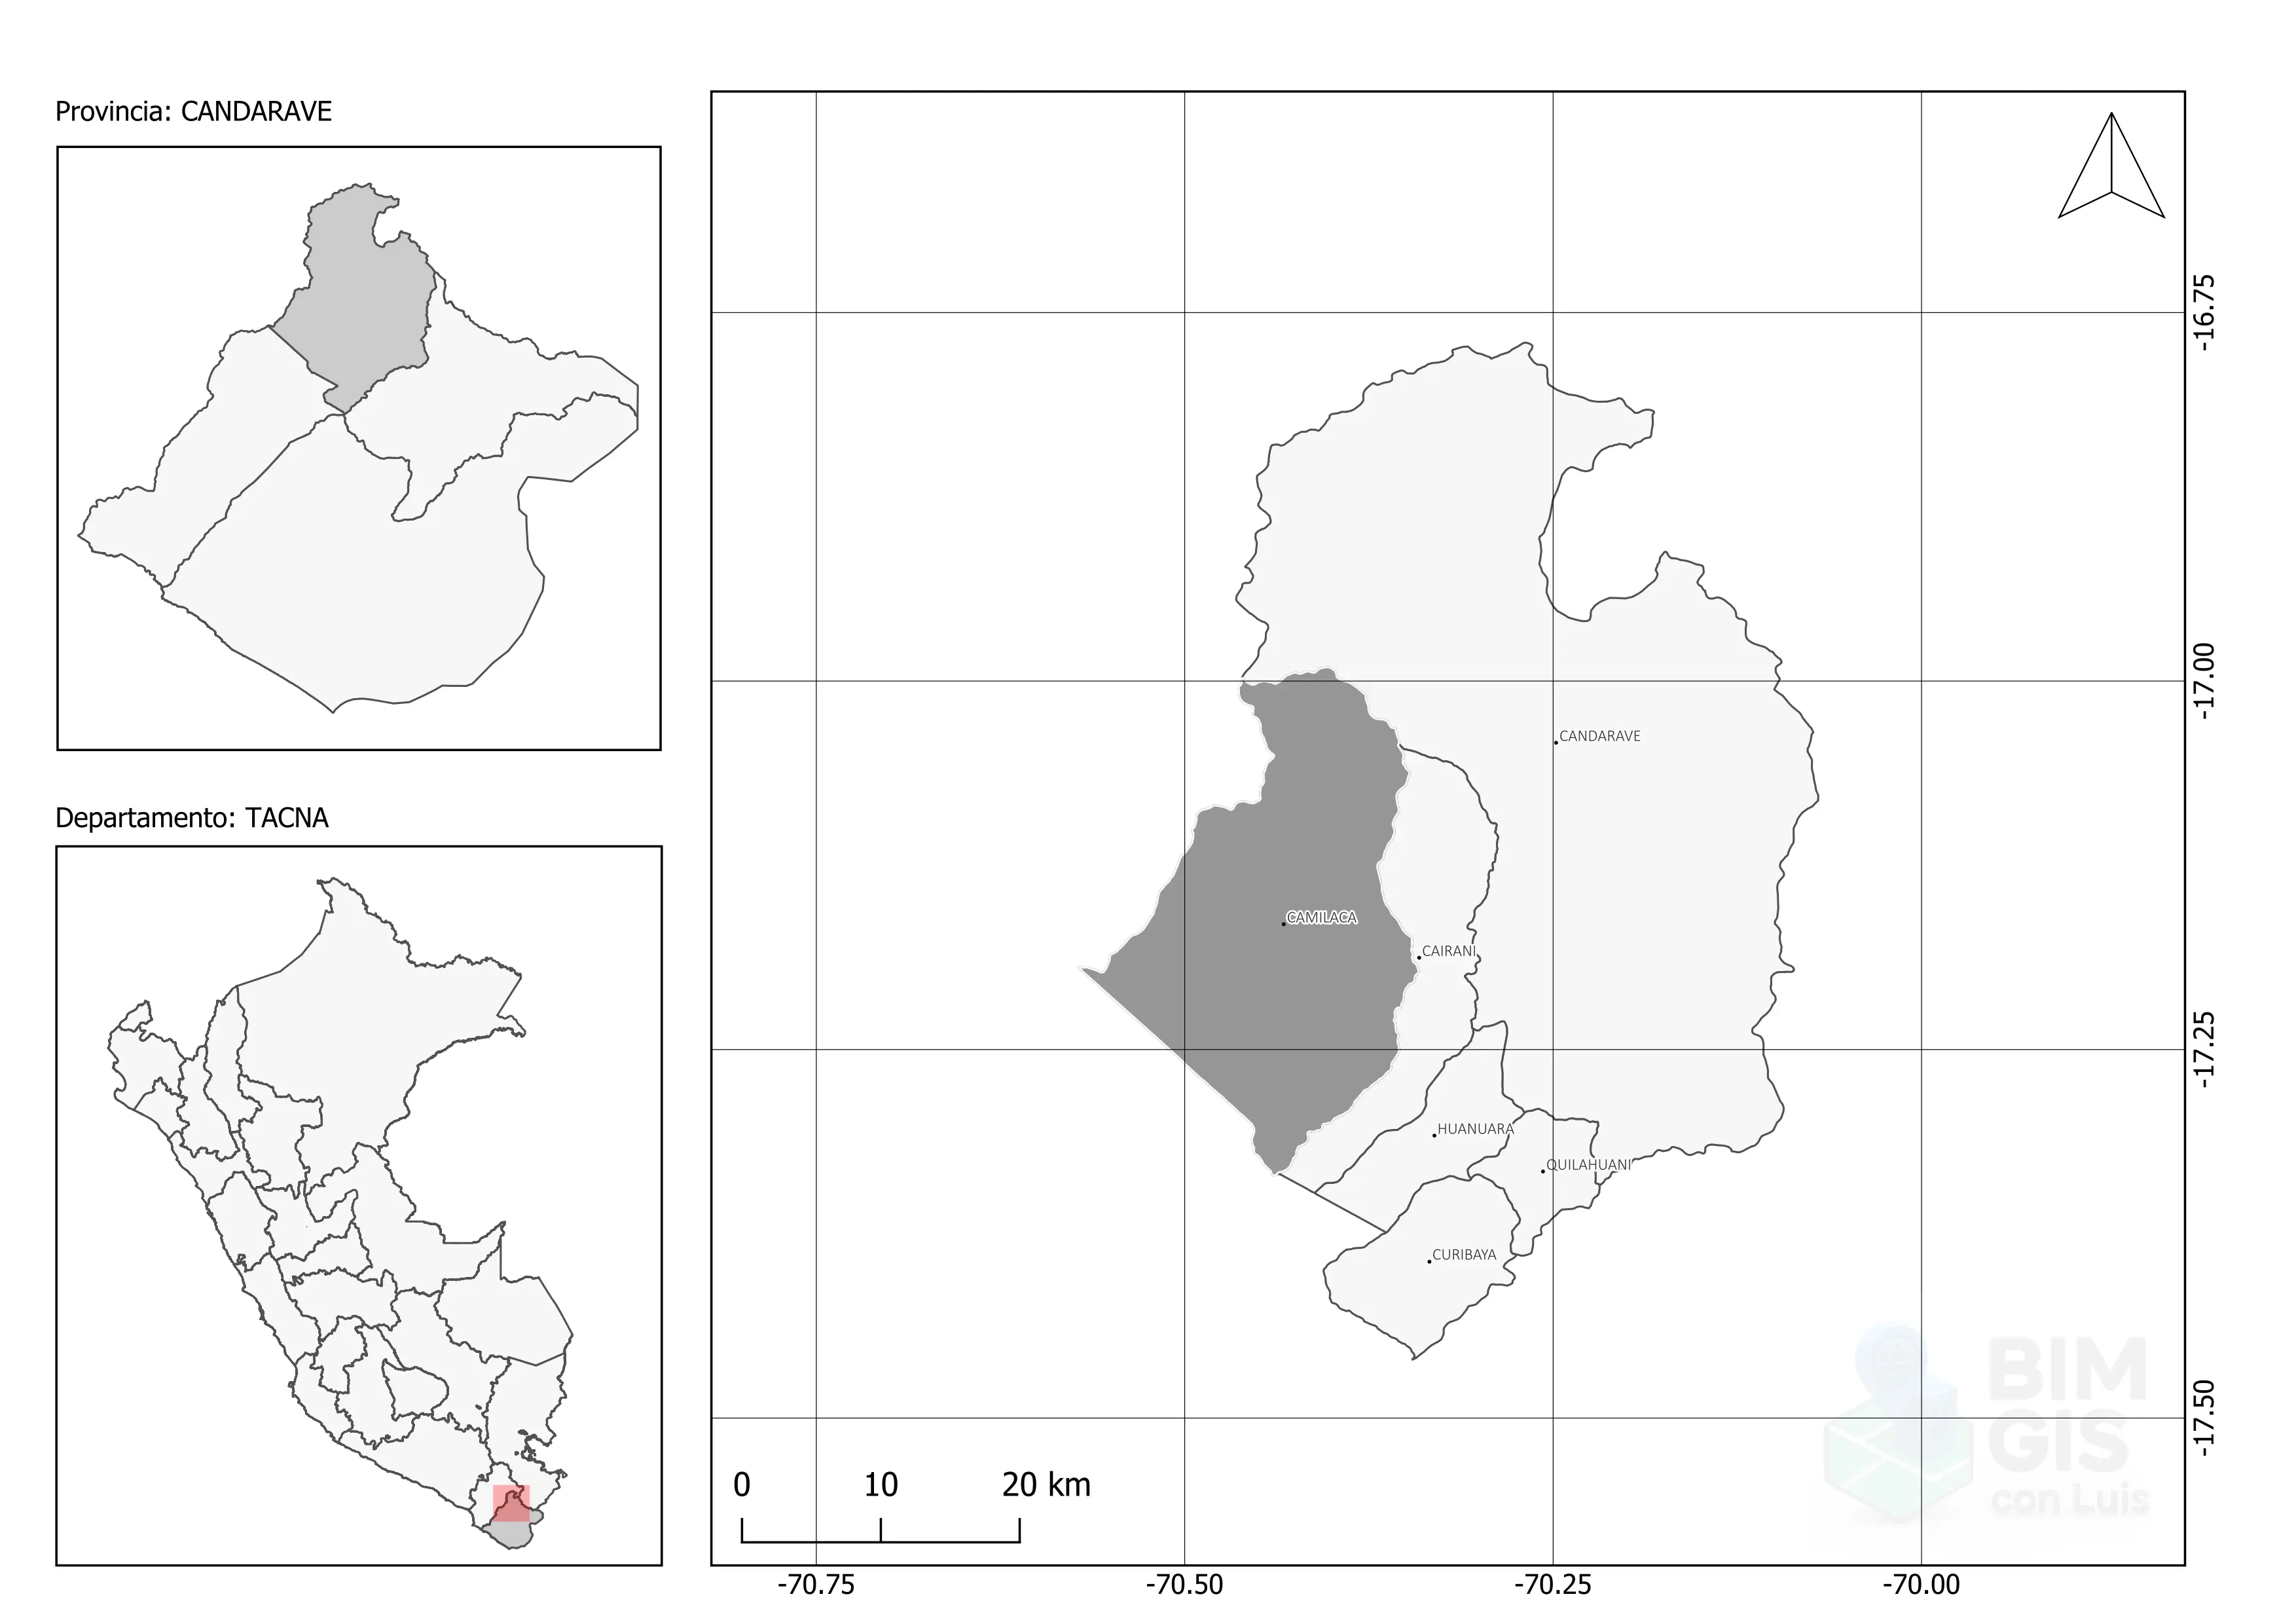 Provincia: CANDARAVE
Departamento: TACNA
CANDARAVE
CAMILACA
CAIRANI
HUANUARA
QUILAHUANI
CURIBAYA
-16.75
-17.00
-17.25
-17.50
0 10 20 km
-70.75 -70.50 -70.25 -70.00
BIM
GIS
con Luis